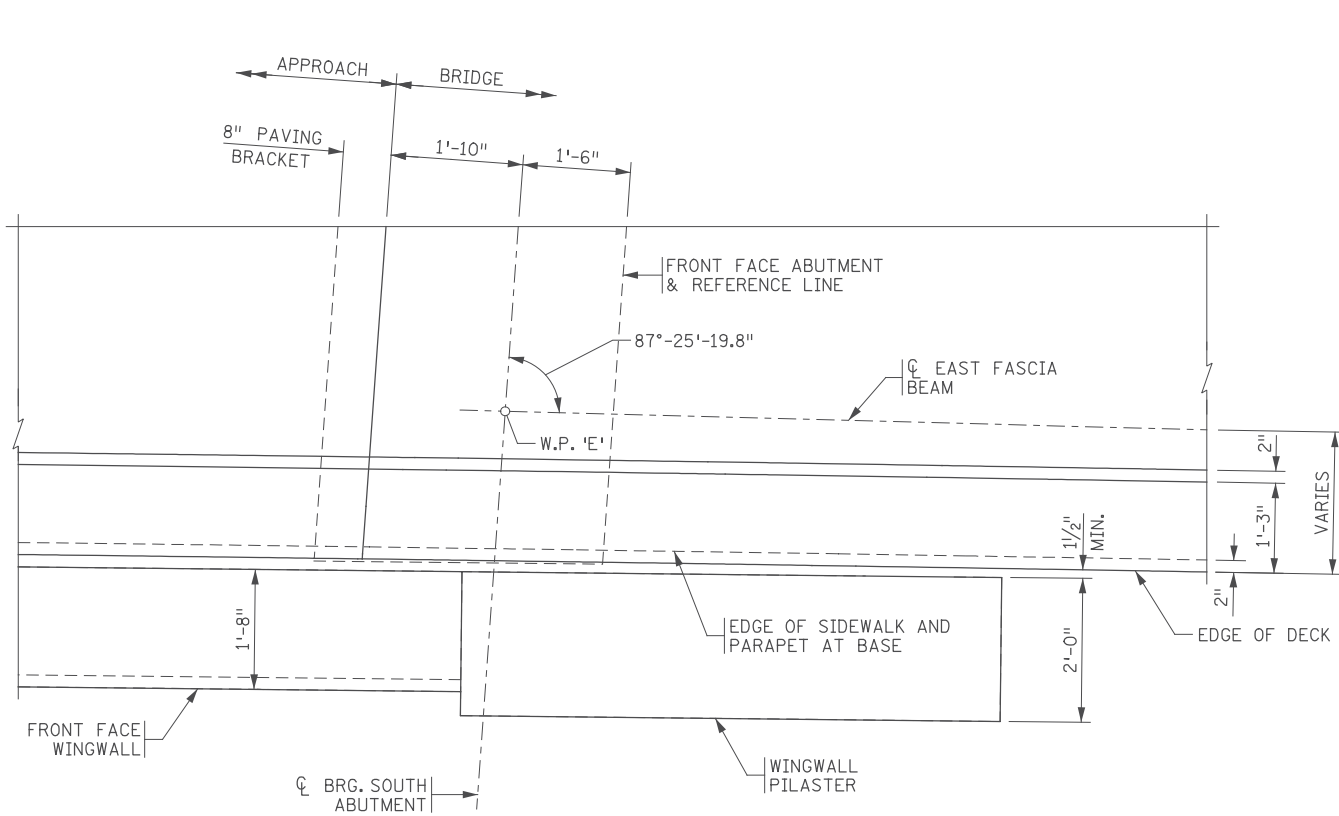 APPROACH
BRIDGE
8" PAVING
BRACKET
1'-10"
1'-6"
FRONT FACE ABUTMENT
& REFERENCE LINE
87°-25'-19.8"
℄ EAST FASCIA
BEAM
W.P. 'E'
2"
VARIES
1'-3"
1½"
MIN.
2"
1'-8"
EDGE OF SIDEWALK AND
PARAPET AT BASE
2'-0"
EDGE OF DECK
FRONT FACE
WINGWALL
℄ BRG. SOUTH
ABUTMENT
WINGWALL
PILASTER